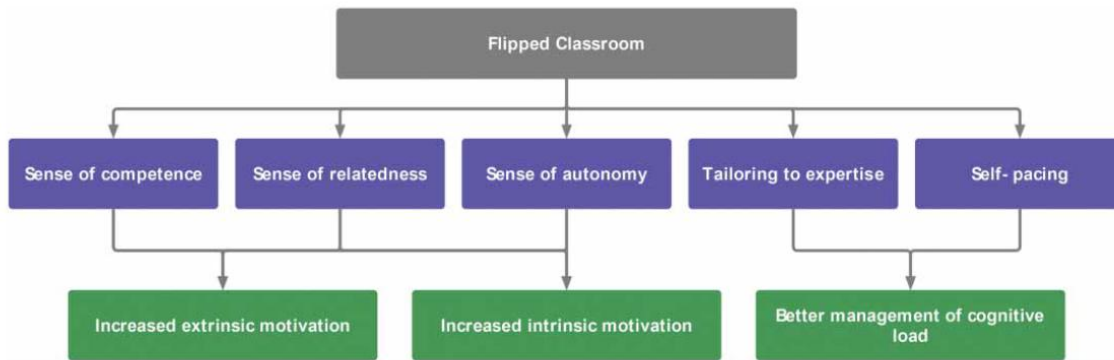 Flipped Classroom
Sense of competence
Sense of relatedness
Sense of autonomy
Tailoring to expertise
Self- pacing
Increased extrinsic motivation
Increased intrinsic motivation
Better management of cognitive
load